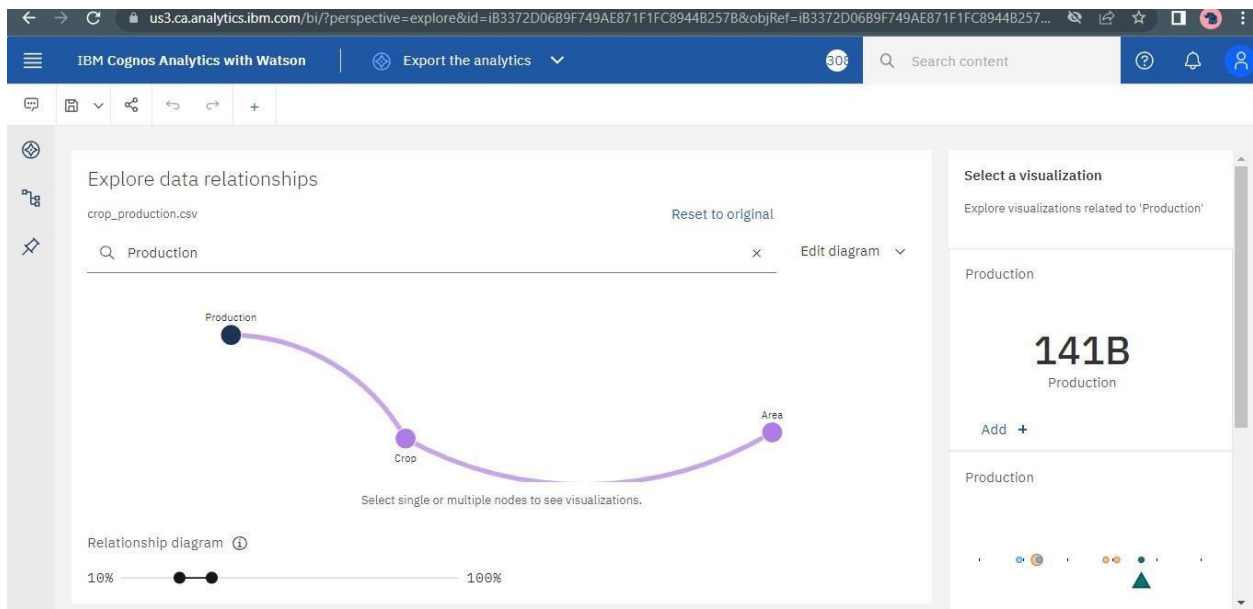 us3.ca.analytics.ibm.com/bi/?perspective=explore&id=iB3372D06B9F749AE871F1FC8944B257B&objRef=iB3372D06B9F749AE871F1FC8944B257...
IBM Cognos Analytics with Watson
Export the analytics
308
Search content
Explore data relationships
crop_production.csv
Reset to original
Production
Edit diagram
Production
Crop
Area
Select single or multiple nodes to see visualizations.
Relationship diagram
10%
100%
Select a visualization
Explore visualizations related to 'Production'
Production
141B
Production
Add +
Production